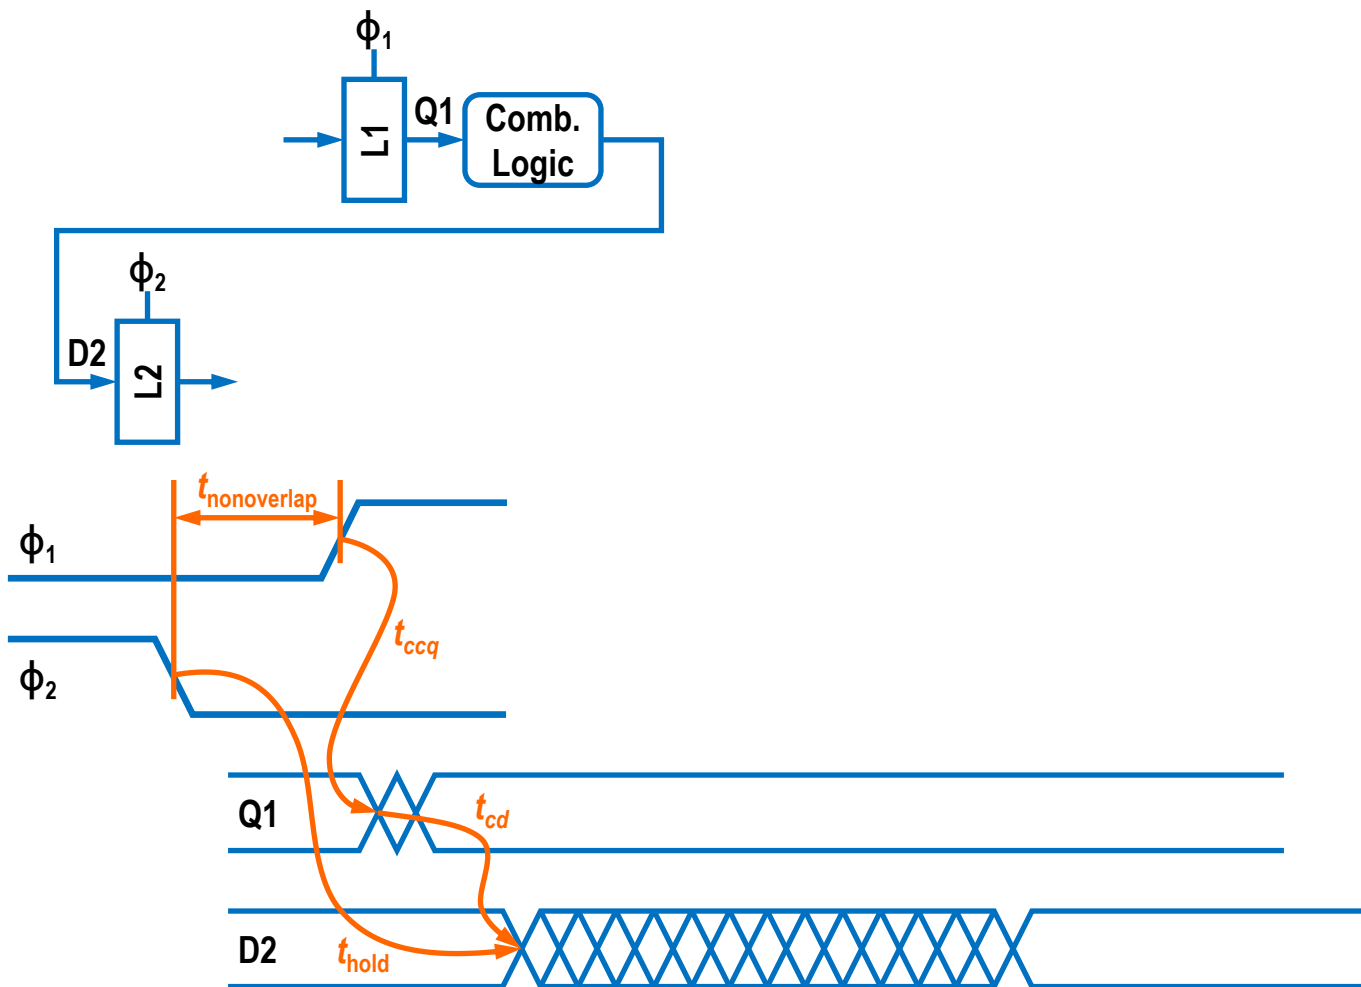 ϕ1
L1
Q1
Comb.
Logic
ϕ2
D2
L2
tnonoverlap
ϕ1
tccq
ϕ2
Q1
tcd
D2
thold